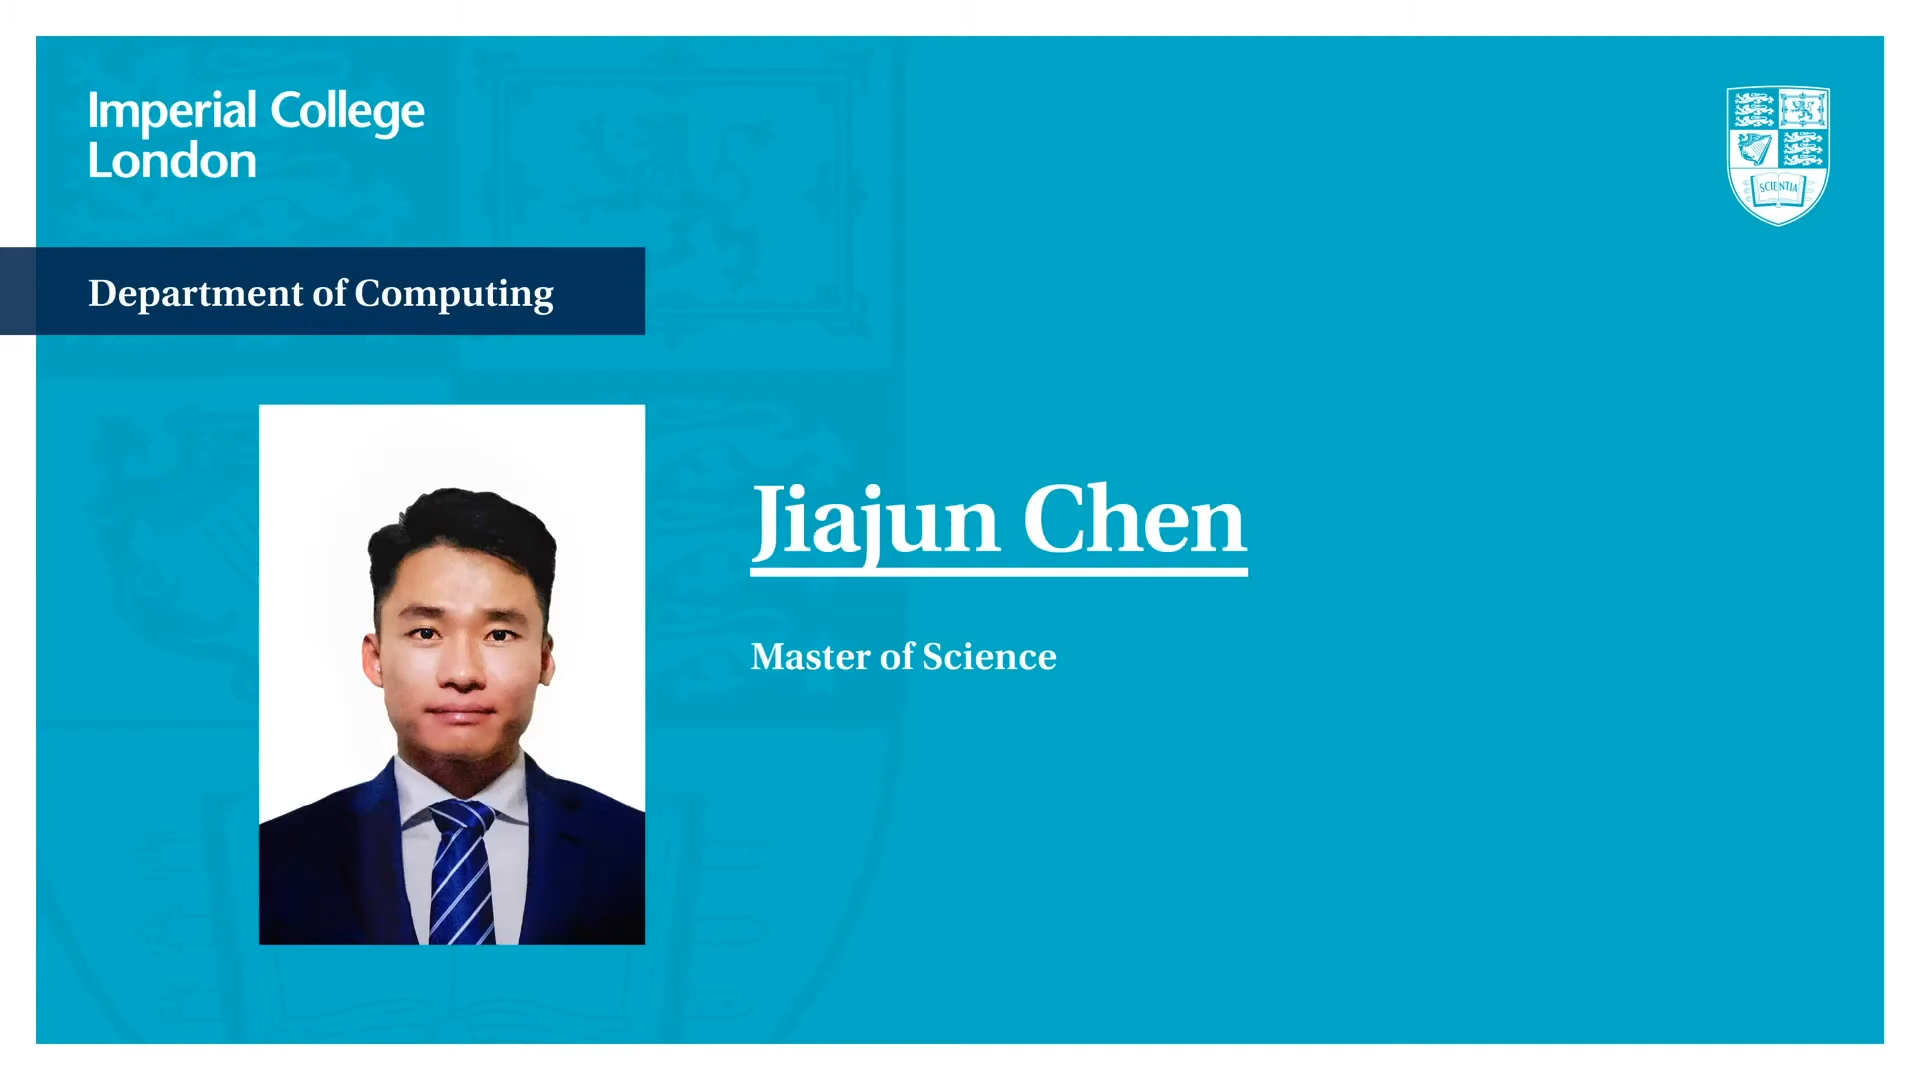 Imperial College
London
SCIENTIA
Department of Computing
Jiajun Chen
Master of Science